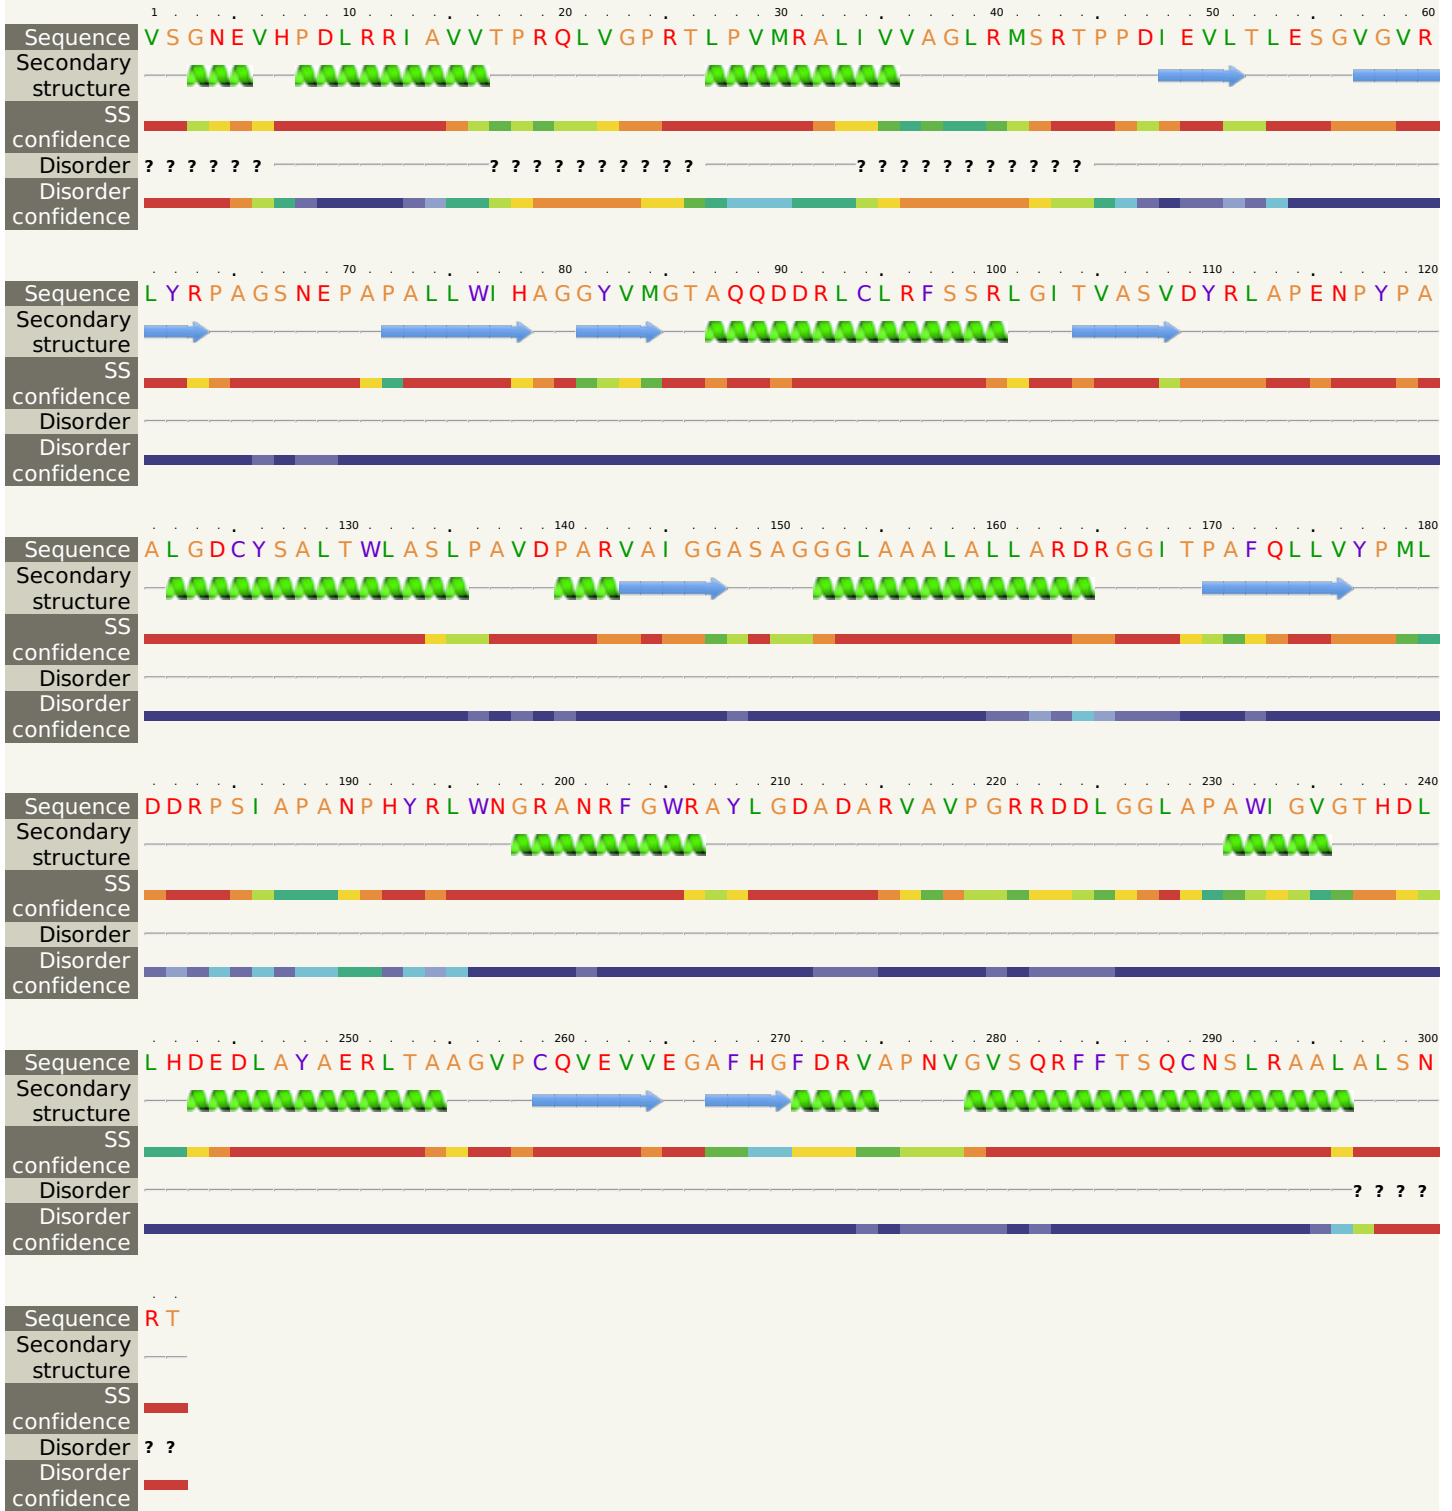 1 . . . . . . . . 10 . . . . . . . . . 20 . . . . . . . . . 30 . . . . . . . . . 40 . . . . . . . . . 50 . . . . . . . . . 60
Sequence V S G N E V H P D L R R I A V V T P R Q L V G P R T L P V M R A L I V V A G L R M S R T P P D I E V L T L E S G V G V R
Secondary
structure
SS
confidence
Disorder ? ? ? ? ? ? ? ? ? ? ? ? ? ? ? ? ? ? ? ? ? ? ? ? ? ?
Disorder
confidence
. . . . . . . . . 70 . . . . . . . . . 80 . . . . . . . . . 90 . . . . . . . . . 100 . . . . . . . . . 110 . . . . . . . . . 120
Sequence L Y R P A G S N E P A P A L L W I H A G G Y V M G T A Q Q D D R L C L R F S S R L G I T V A S V D Y R L A P E N P Y P A
Secondary
structure
SS
confidence
Disorder
Disorder
confidence
. . . . . . . . . 130 . . . . . . . . . 140 . . . . . . . . . 150 . . . . . . . . . 160 . . . . . . . . . 170 . . . . . . . . . 180
Sequence A L G D C Y S A L T W L A S L P A V D P A R V A I G G A S A G G G L A A A L A L L A R D R G G I T P A F Q L L V Y P M L
Secondary
structure
SS
confidence
Disorder
Disorder
confidence
. . . . . . . . . 190 . . . . . . . . . 200 . . . . . . . . . 210 . . . . . . . . . 220 . . . . . . . . . 230 . . . . . . . . . 240
Sequence D D R P S I A P A N P H Y R L W N G R A N R F G W R A Y L G D A D A R V A V P G R R D D L G G L A P A W I G V G T H D L
Secondary
structure
SS
confidence
Disorder
Disorder
confidence
. . . . . . . . . 250 . . . . . . . . . 260 . . . . . . . . . 270 . . . . . . . . . 280 . . . . . . . . . 290 . . . . . . . . . 300
Sequence L H D E D L A Y A E R L T A A G V P C Q V E V V E G A F H G F D R V A P N V G V S Q R F F T S Q C N S L R A A L A L S N
Secondary
structure
SS
confidence
Disorder ? ? ? ?
Disorder
confidence
. .
Sequence R T
Secondary
structure
SS
confidence
Disorder ? ?
Disorder
confidence